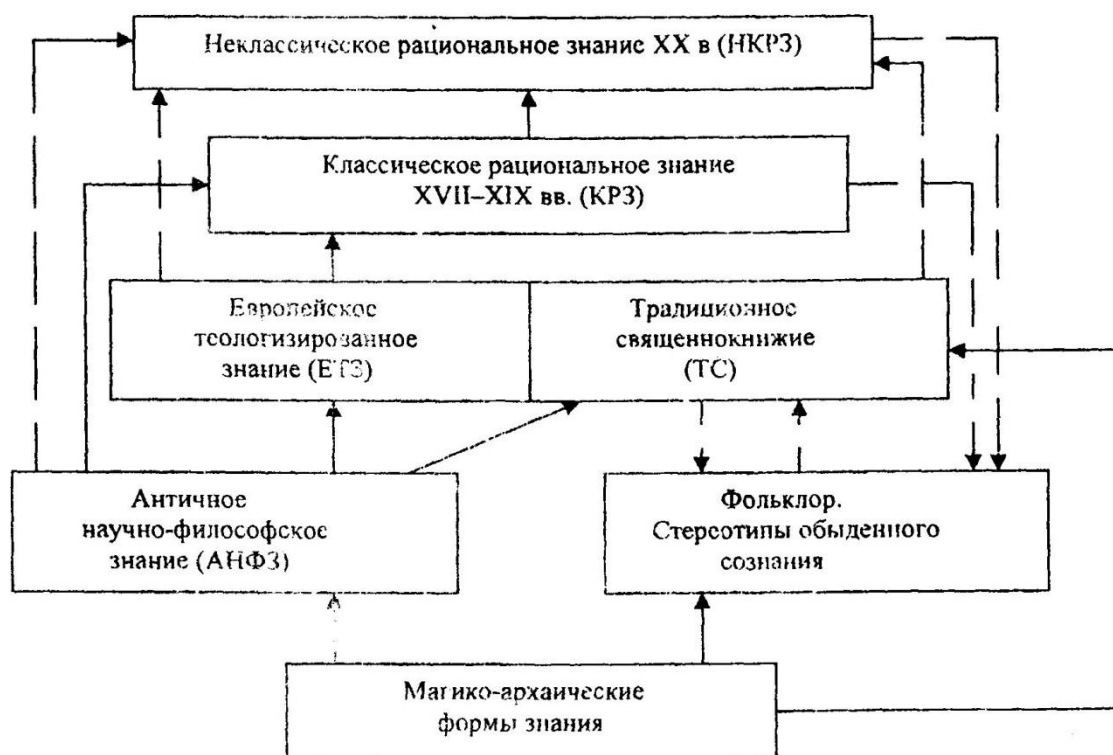 Неклассическое рациональное знание XX в (НКРЗ)
Классическое рациональное знание
XVII–XIX вв. (КРЗ)
Европейское
теологизированное
знание (ЕТЗ)
Традиционное
священнокнижие
(ТС)
Античное
научно-философское
знание (АНФЗ)
Фольклор.
Стереотипы обыденного
сознания
Магико-архаические
формы знания